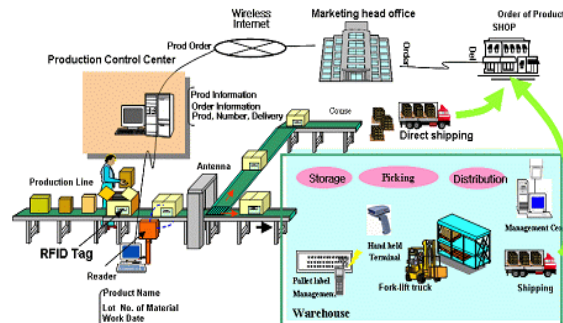 Wireless
Internet
Marketing head office
Order of Product
SHOP
Prod Order
Order
Del
Production Control Center
Prod Information
Order Information
Prod. Number, Delivery
Couse
Direct shipping
Antenna
Production Line
Storage
Picking
Distribution
RFID Tag
Reader
Hand held
Terminal
Management Cen
Pallet label
Management
Fork-lift truck
Shipping
Product Name
Lot No. of Material
Work Date
Warehouse